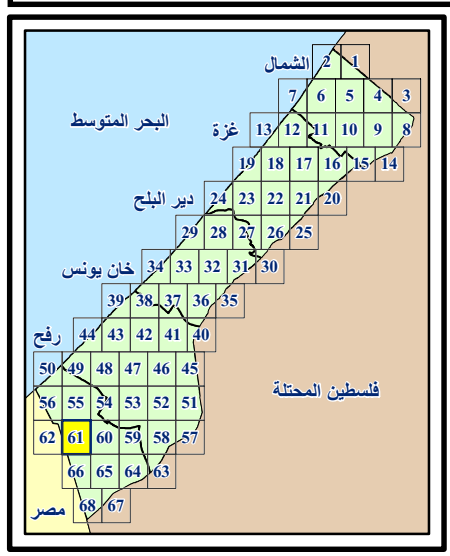 الشمال 2 1
7 6 5 4 3
البحر المتوسط
غزة 13 12 11 10 9 8
19 18 17 16 15 14
دير البلح 24 23 22 21 20
29 28 27 26 25
خان يونس 34 33 32 31 30
39 38 37 36 35
رفح 44 43 42 41 40
50 49 48 47 46 45
فلسطين المحتلة
56 55 54 53 52 51
62 61 60 59 58 57
66 65 64 63
مصر 68 67